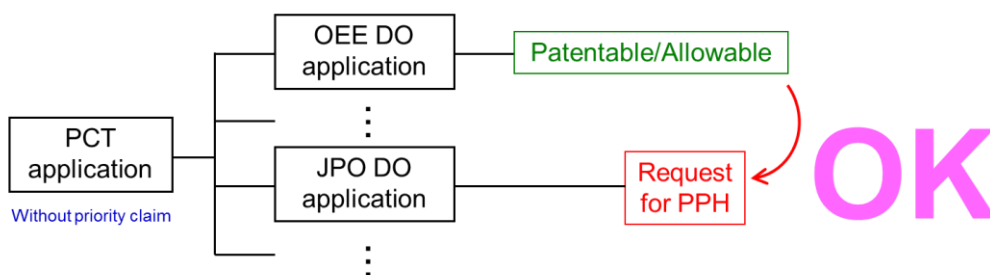 OEE DO
application
Patentable/Allowable
⋮
PCT
application
Without priority claim
JPO DO
application
Request
for PPH
OK
⋮